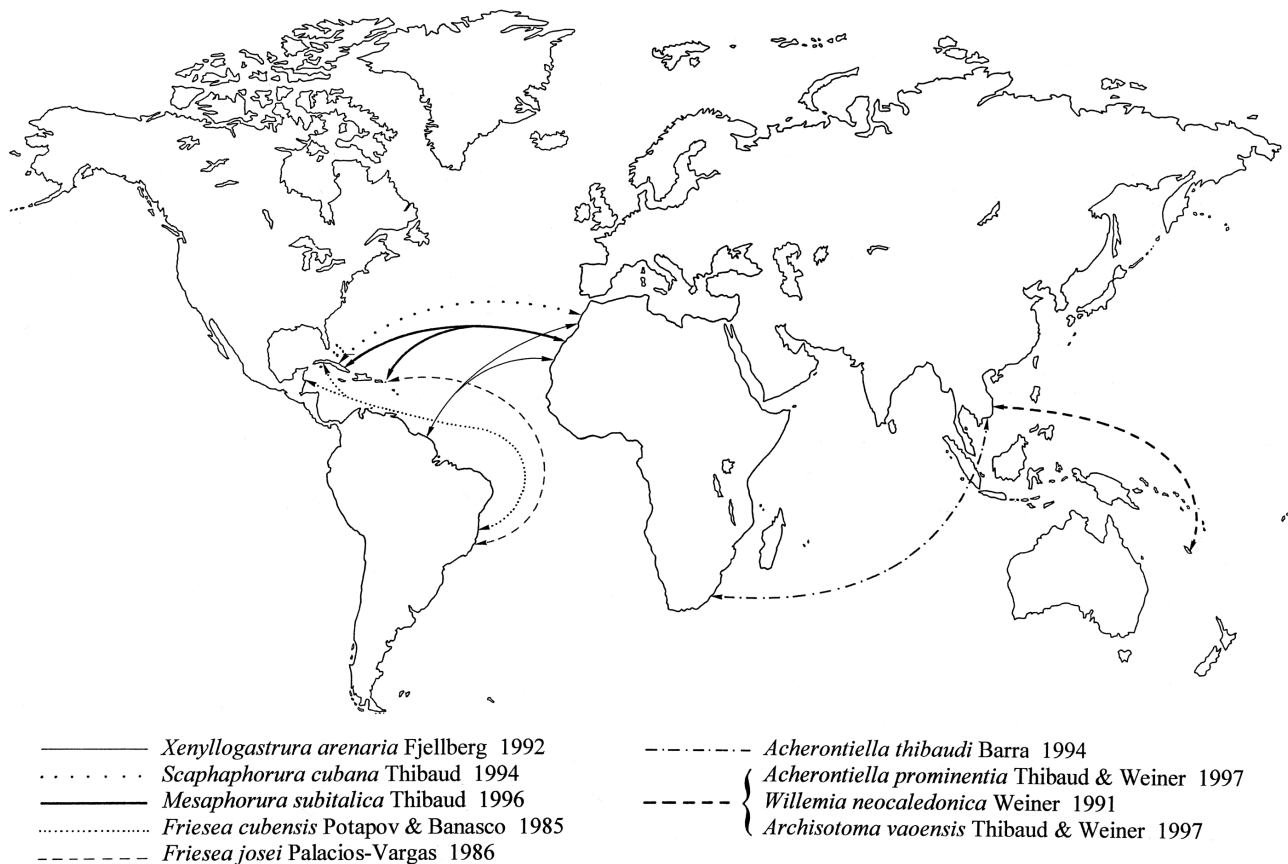 Xenyllogastrura arenaria Fjellberg 1992
Scaphaphorura cubana Thibaud 1994
Mesaphorura subitalica Thibaud 1996
Friesea cubensis Potapov & Banasco 1985
Friesea josei Palacios-Vargas 1986
Acherontiella thibaudi Barra 1994
Acherontiella prominentia Thibaud & Weiner 1997
Willemia neocaledonica Weiner 1991
Archisotoma vaoensis Thibaud & Weiner 1997